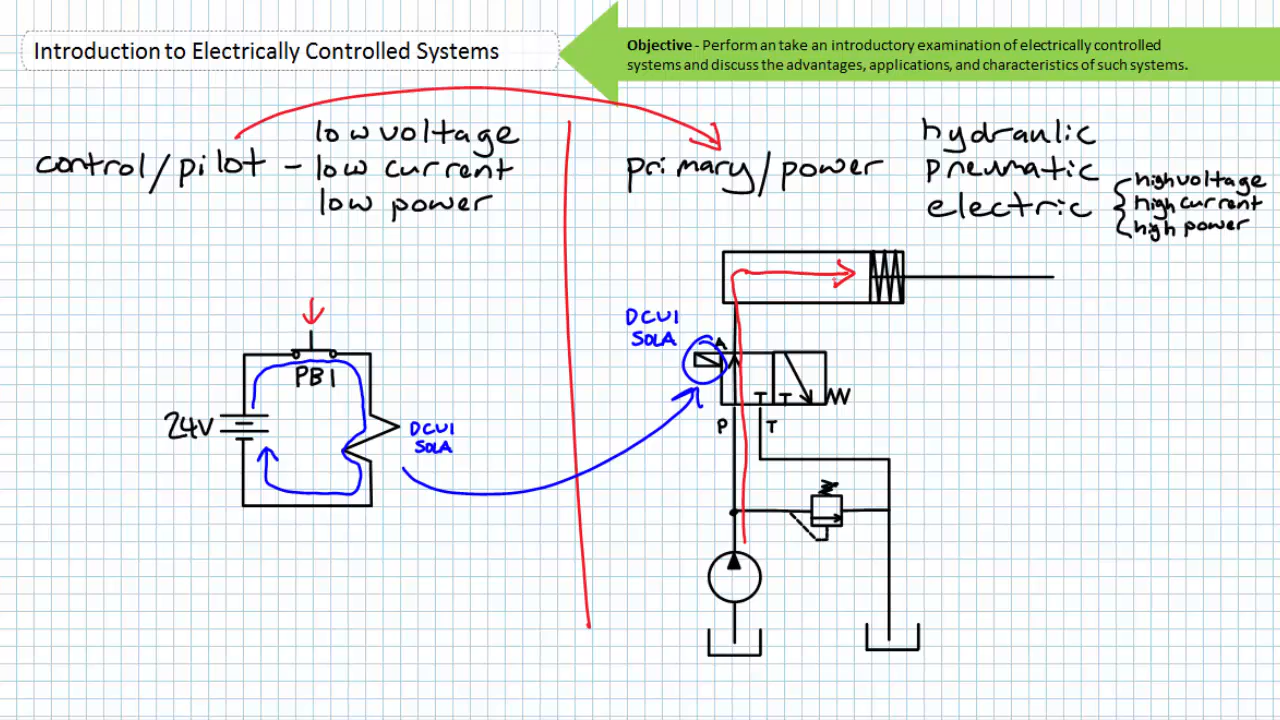 Introduction to Electrically Controlled Systems
Objective - Perform an take an introductory examination of electrically controlled
systems and discuss the advantages, applications, and characteristics of such systems.
control/pilot -
low voltage
low current
low power
primary/power
hydraulic
pneumatic
electric
high voltage
high current
high power
PB1
24V
DCV1
SOLA
DCV1
SOLA
A
T T
P T